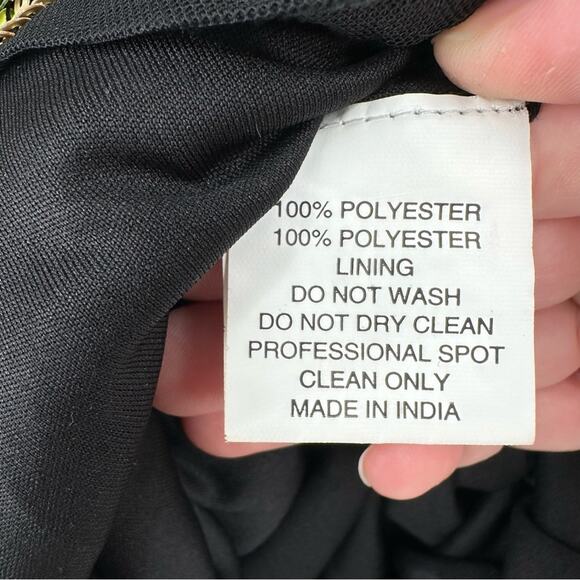 100% POLYESTER
100% POLYESTER
LINING
DO NOT WASH
DO NOT DRY CLEAN
PROFESSIONAL SPOT
CLEAN ONLY
MADE IN INDIA